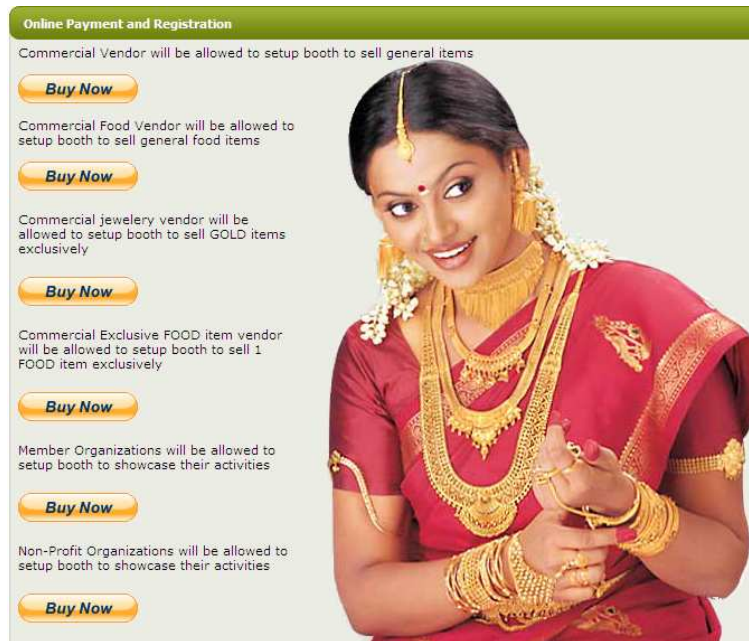 Online Payment and Registration
Commercial Vendor will be allowed to setup booth to sell general items
Buy Now
Commercial Food Vendor will be allowed to
setup booth to sell general food items
Buy Now
Commercial jewelery vendor will be
allowed to setup booth to sell GOLD items
exclusively
Buy Now
Commercial Exclusive FOOD item vendor
will be allowed to setup booth to sell 1
FOOD item exclusively
Buy Now
Member Organizations will be allowed to
setup booth to showcase their activities
Buy Now
Non-Profit Organizations will be allowed to
setup booth to showcase their activities
Buy Now